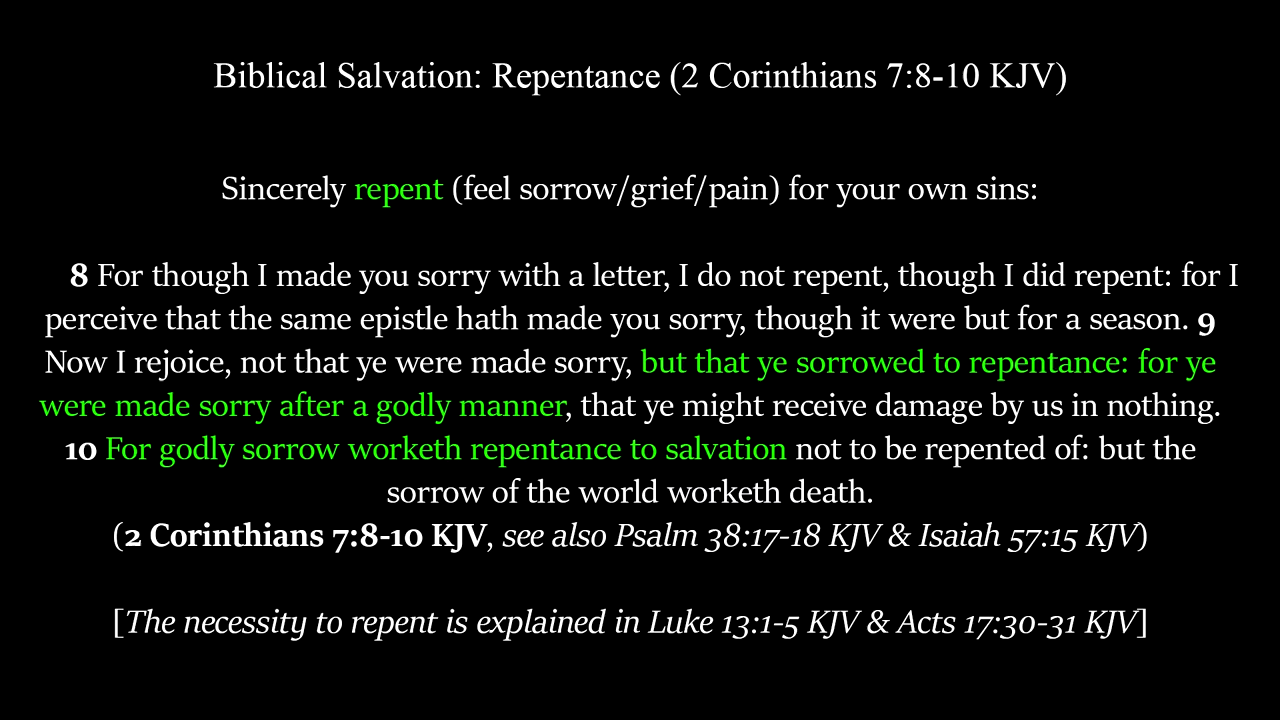 Biblical Salvation: Repentance (2 Corinthians 7:8-10 KJV)
Sincerely repent (feel sorrow/grief/pain) for your own sins:
8 For though I made you sorry with a letter, I do not repent, though I did repent: for I
perceive that the same epistle hath made you sorry, though it were but for a season. 9
Now I rejoice, not that ye were made sorry, but that ye sorrowed to repentance: for ye
were made sorry after a godly manner, that ye might receive damage by us in nothing.
10 For godly sorrow worketh repentance to salvation not to be repented of: but the
sorrow of the world worketh death.
(2 Corinthians 7:8-10 KJV, see also Psalm 38:17-18 KJV & Isaiah 57:15 KJV)
[The necessity to repent is explained in Luke 13:1-5 KJV & Acts 17:30-31 KJV]